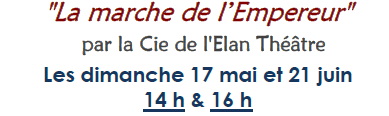 "La marche de l'Empereur"
par la Cie de l'Elan Théâtre
Les dimanche 17 mai et 21 juin
14 h & 16 h